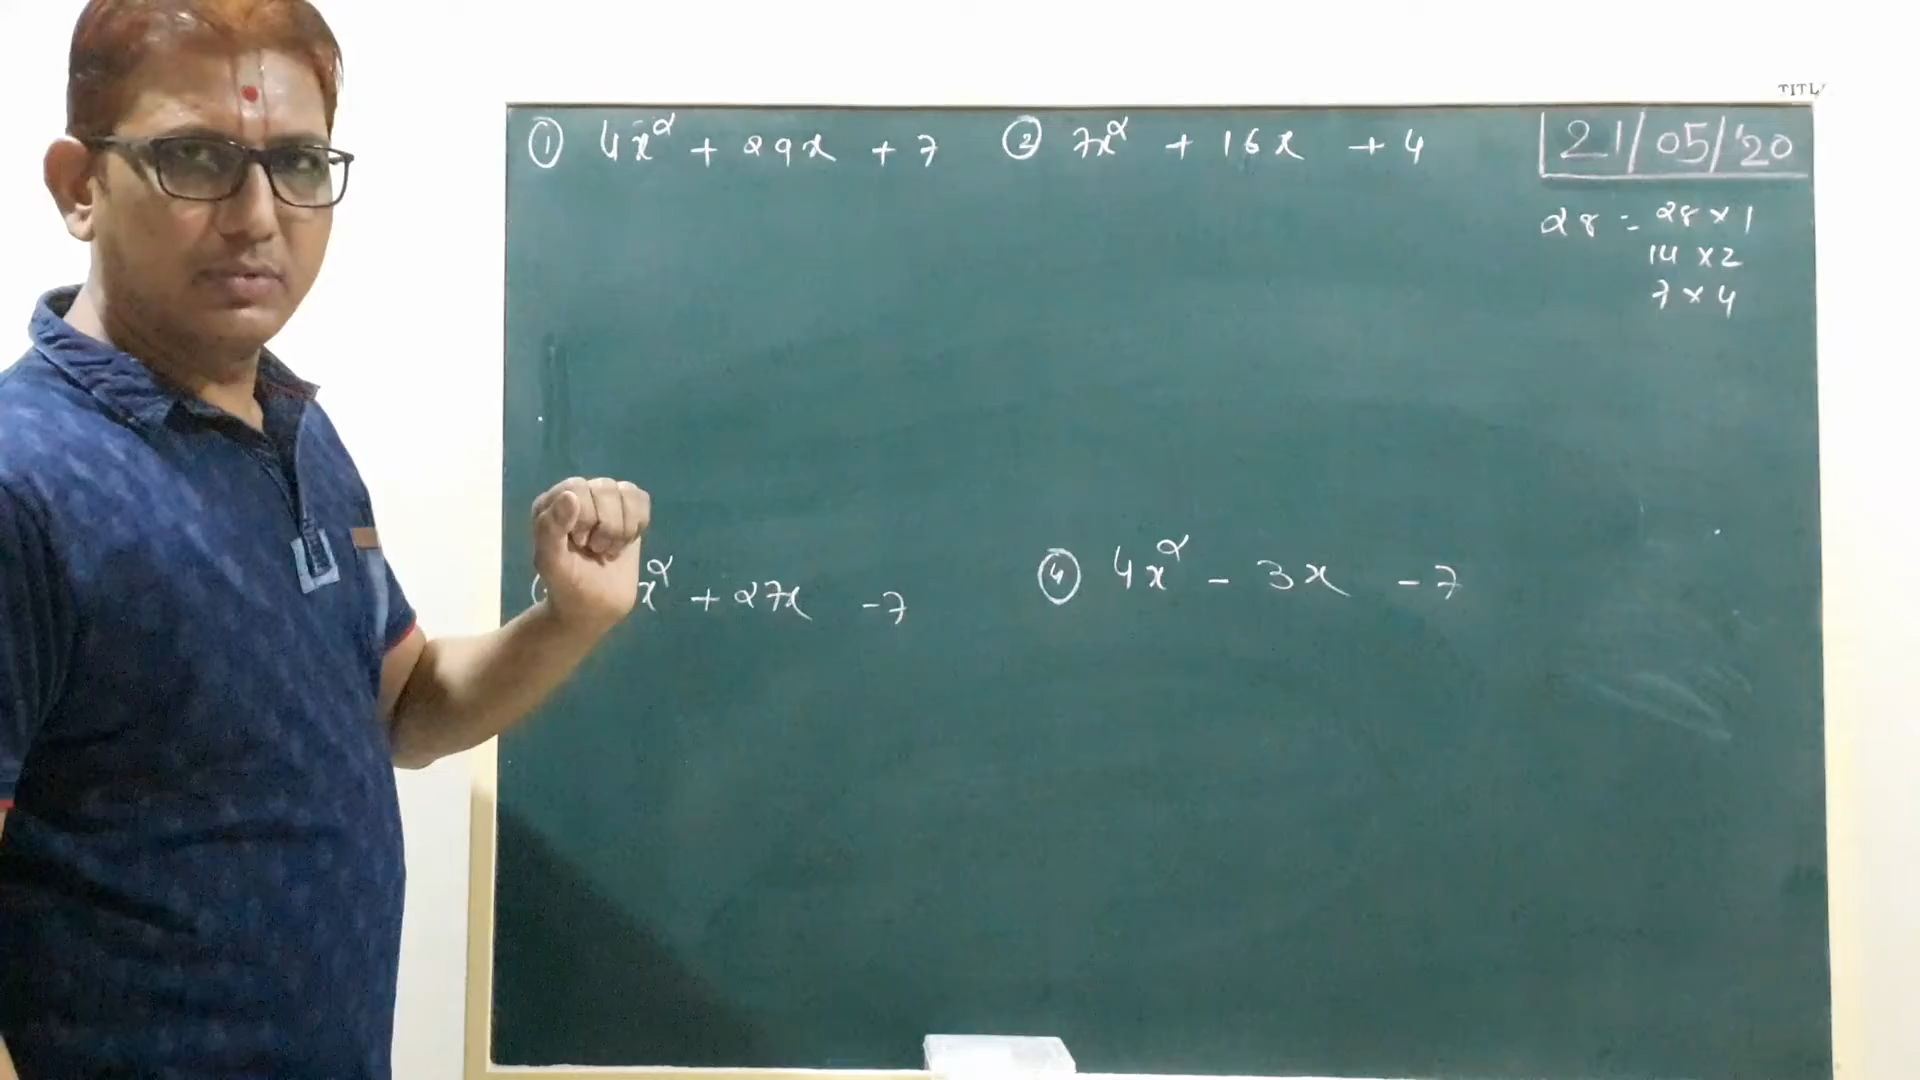 ① 4x² + 29x + 7
② 7x² + 16x + 4
TITL
21/05/'20
28 = 28 × 1
14 × 2
7 × 4
x² + 27x - 7
④ 4x² - 3x - 7